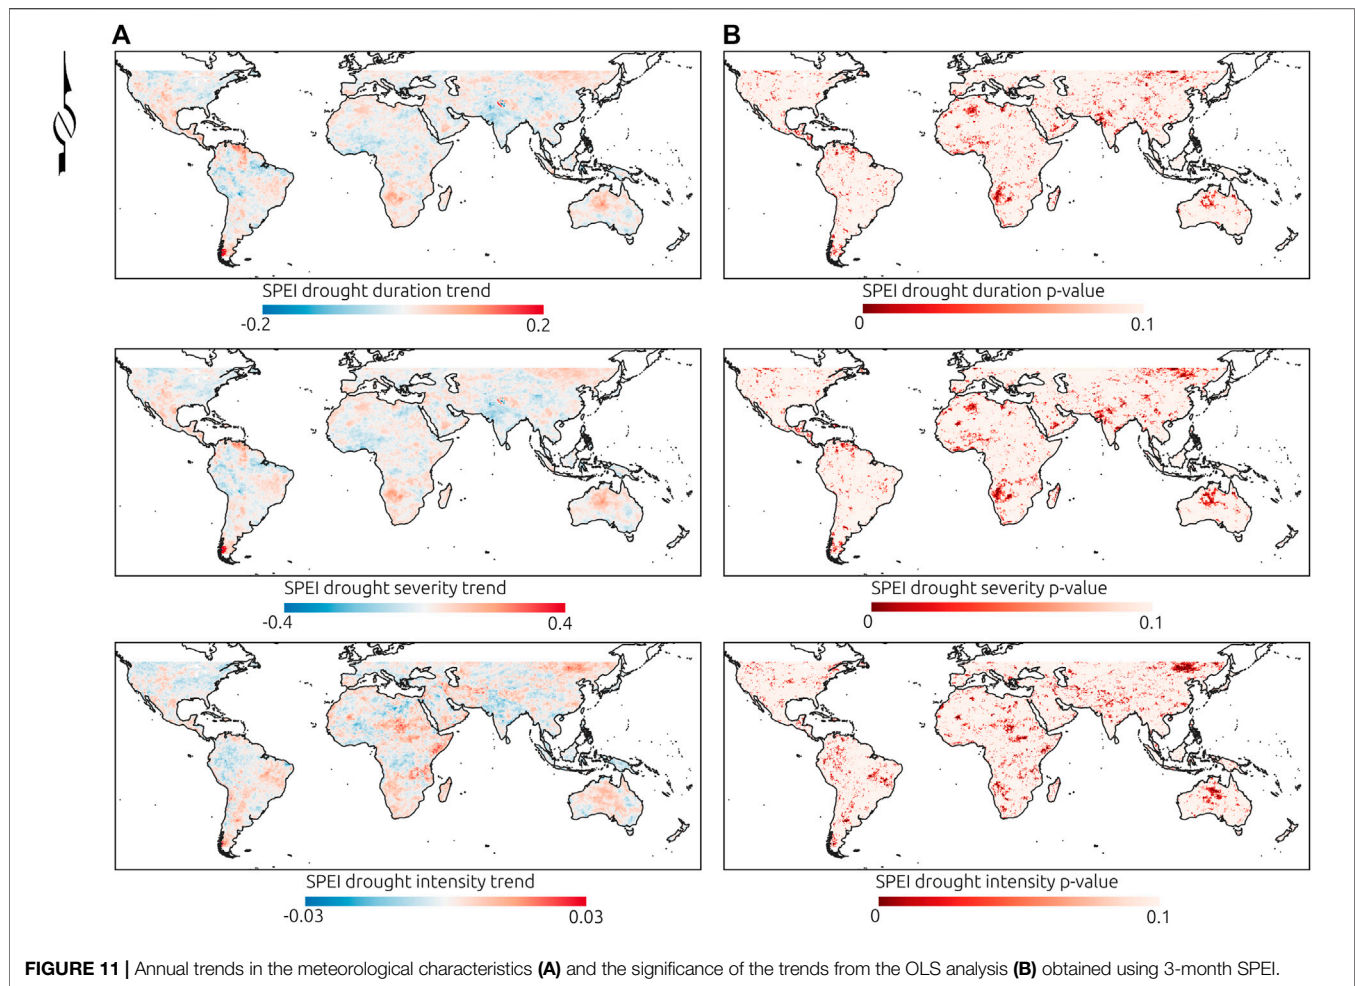 A
B
SPEI drought duration trend
-0.2 0.2
SPEI drought duration p-value
0 0.1
SPEI drought severity trend
-0.4 0.4
SPEI drought severity p-value
0 0.1
SPEI drought intensity trend
-0.03 0.03
SPEI drought intensity p-value
0 0.1
FIGURE 11 | Annual trends in the meteorological characteristics (A) and the significance of the trends from the OLS analysis (B) obtained using 3-month SPEI.